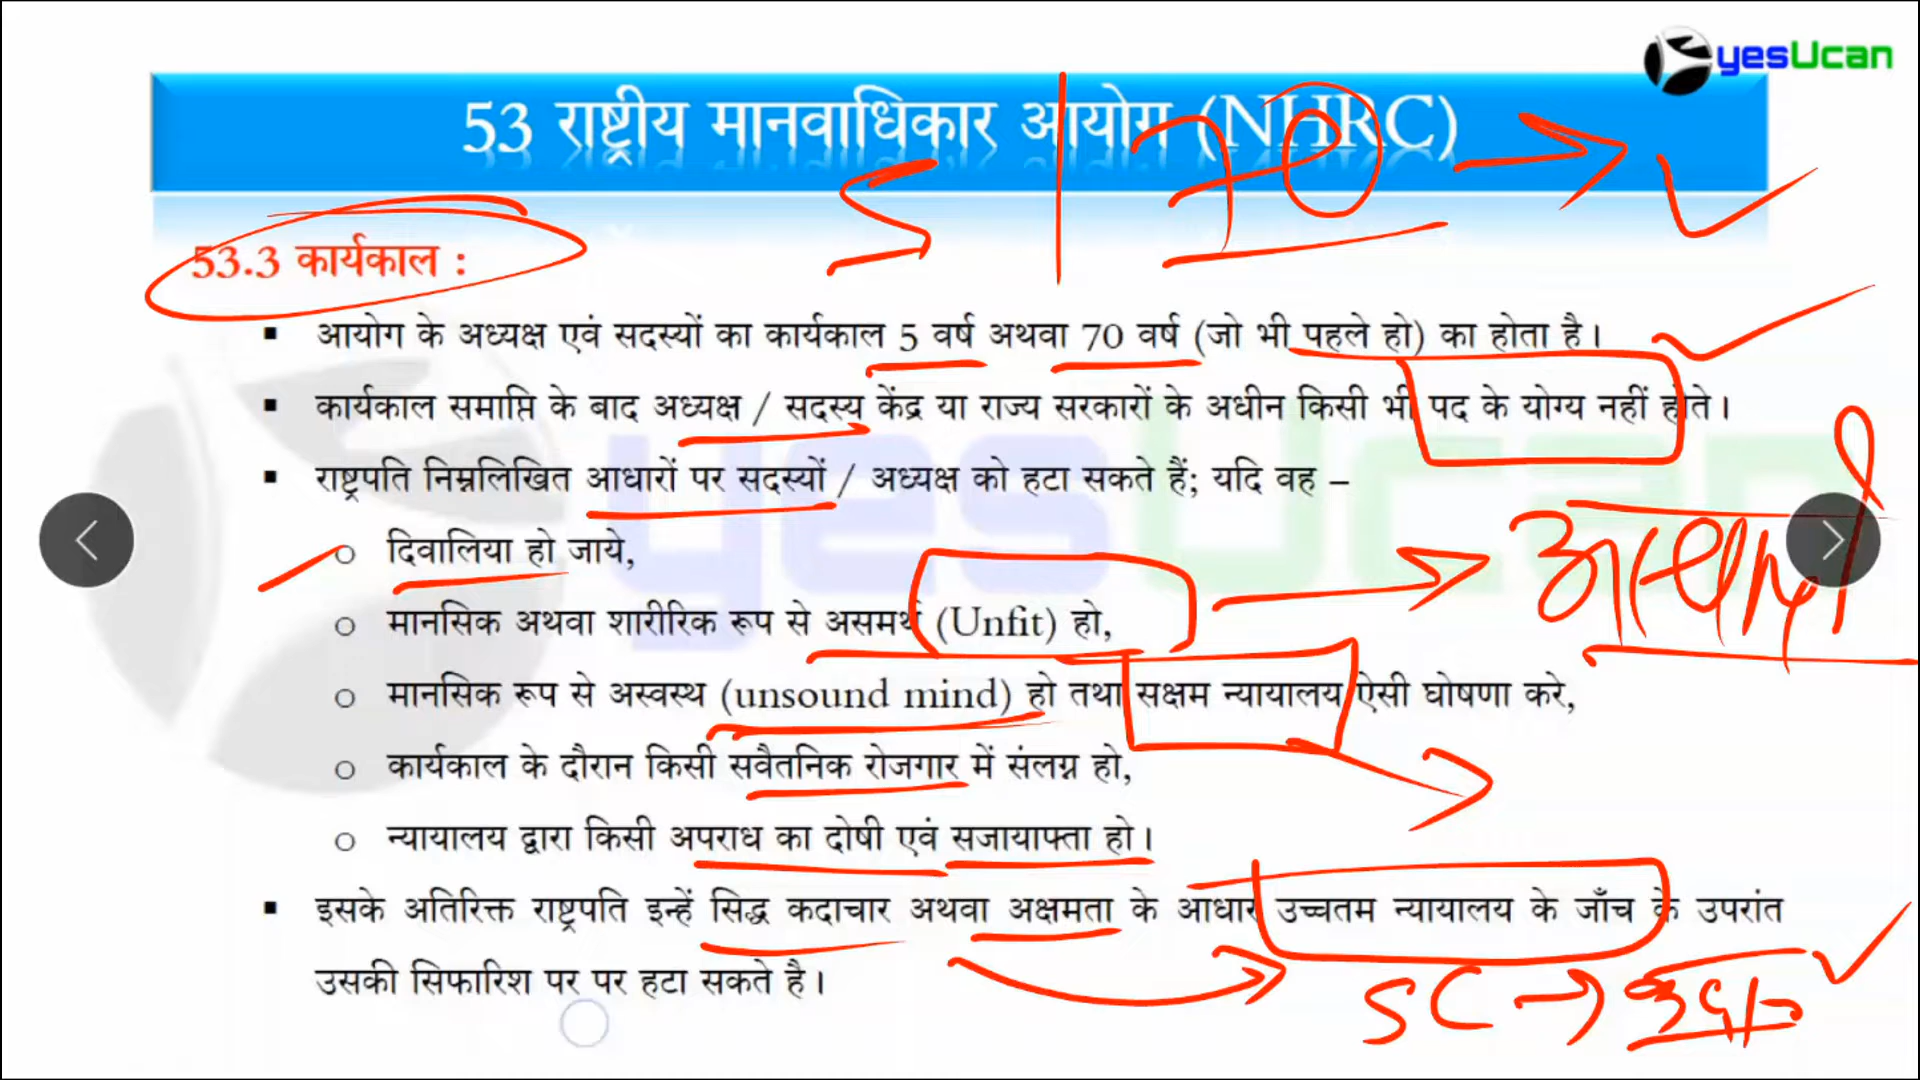 yesUcan
53 राष्ट्रीय मानवाधिकार आयोग (NHRC)
5 | 70
53.3 कार्यकाल :
▪ आयोग के अध्यक्ष एवं सदस्यों का कार्यकाल 5 वर्ष अथवा 70 वर्ष (जो भी पहले हो) का होता है।
▪ कार्यकाल समाप्ति के बाद अध्यक्ष / सदस्य केंद्र या राज्य सरकारों के अधीन किसी भी पद के योग्य नहीं होते।
▪ राष्ट्रपति निम्नलिखित आधारों पर सदस्यों / अध्यक्ष को हटा सकते हैं; यदि वह –
o दिवालिया हो जाये,
o मानसिक अथवा शारीरिक रूप से असमर्थ (Unfit) हो,
o मानसिक रूप से अस्वस्थ (unsound mind) हो तथा सक्षम न्यायालय ऐसी घोषणा करे,
o कार्यकाल के दौरान किसी सवैतनिक रोजगार में संलग्न हो,
o न्यायालय द्वारा किसी अपराध का दोषी एवं सजायाफ्ता हो।
▪ इसके अतिरिक्त राष्ट्रपति इन्हें सिद्ध कदाचार अथवा अक्षमता के आधार उच्चतम न्यायालय के जाँच के उपरांत
उसकी सिफारिश पर पर हटा सकते है।
SC →